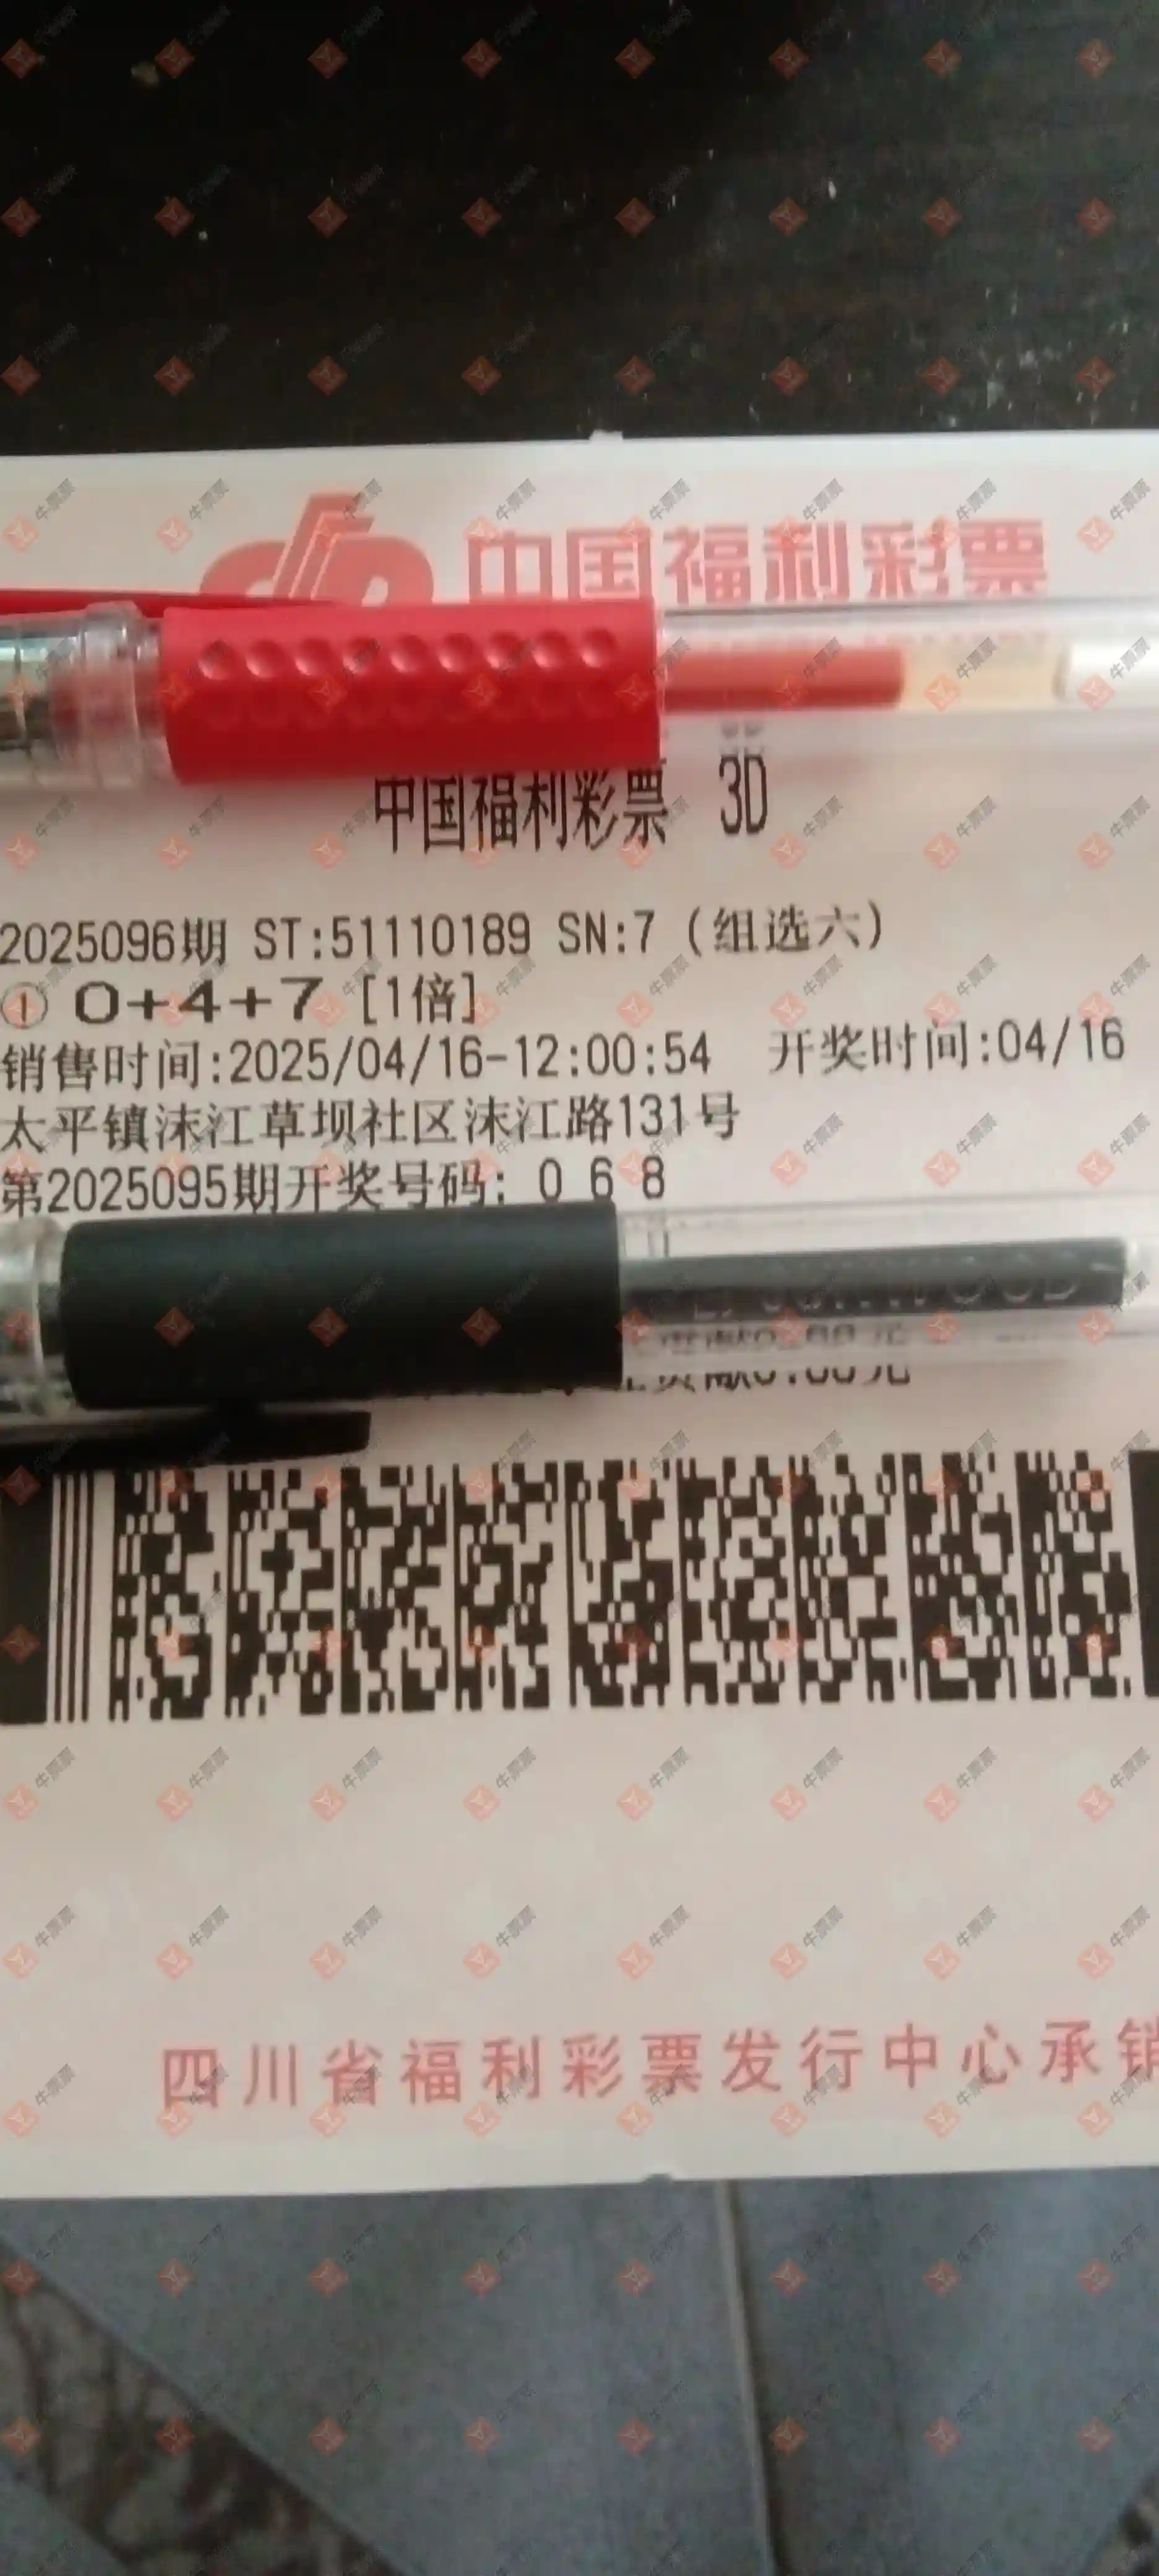 中国福利彩票
中国福利彩票 3D
2025096期 ST:51110189 SN:7 (组选六)
① 0+4+7 [1倍]
销售时间:2025/04/16-12:00:54 开奖时间:04/16
太平镇沫江草坝社区沫江路131号
第2025095期开奖号码: 0 6 8
四川省福利彩票发行中心承销
牛票票